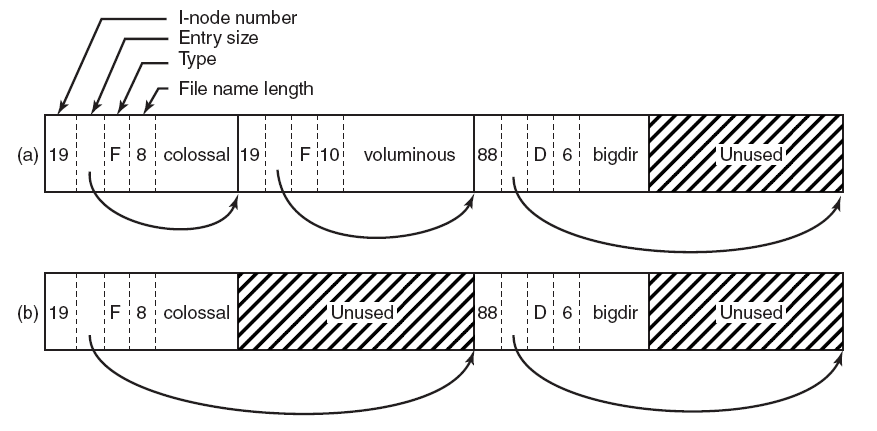 I-node number
Entry size
Type
File name length
(a) 19 F 8 colossal 19 F 10 voluminous 88 D 6 bigdir Unused
(b) 19 F 8 colossal Unused 88 D 6 bigdir Unused